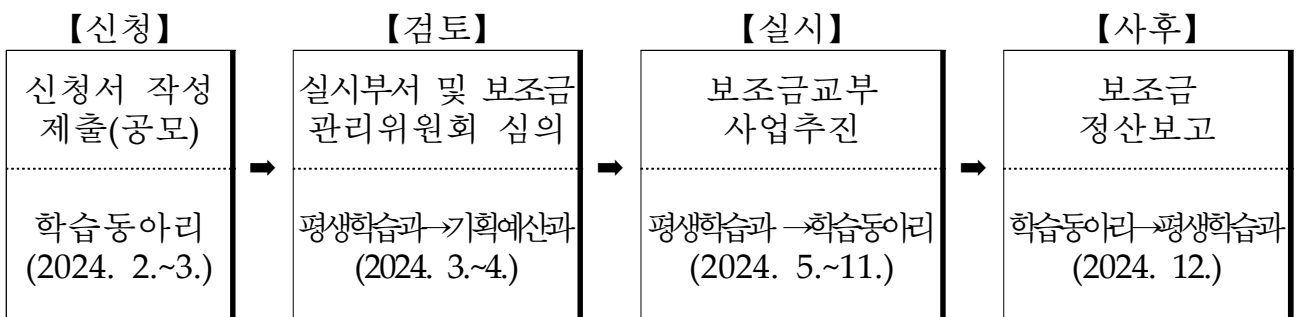 【신청】
신청서 작성
제출(공모)
학습동아리
(2024. 2.~3.)
➡
【검토】
실시부서 및 보조금
관리위원회 심의
평생학습과→기획예산과
(2024. 3.~4.)
➡
【실시】
보조금교부
사업추진
평생학습과 →학습동아리
(2024. 5.~11.)
➡
【사후】
보조금
정산보고
학습동아리→평생학습과
(2024. 12.)